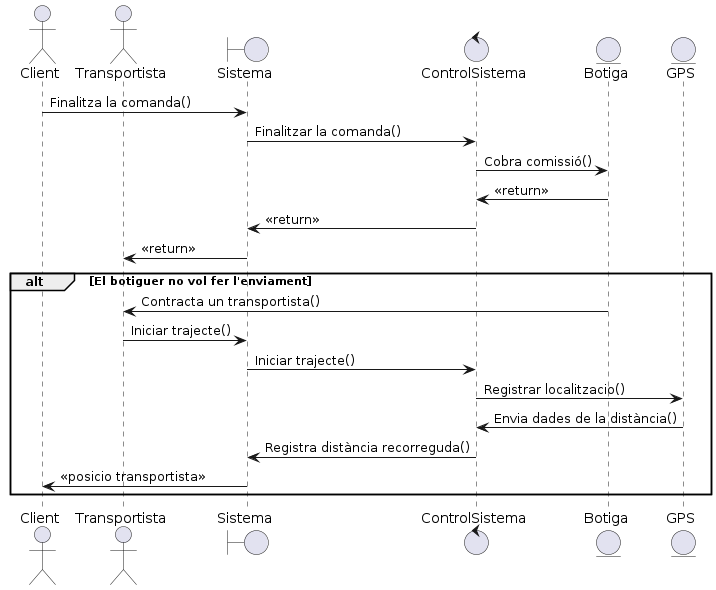 Client Transportista Sistema ControlSistema Botiga GPS
Finalitza la comanda()
Finalitzar la comanda()
Cobra comissió()
«return»
«return»
«return»
alt [El botiguer no vol fer l'enviament]
Contracta un transportista()
Iniciar trajecte()
Iniciar trajecte()
Registrar localitzacio()
Envia dades de la distància()
Registra distància recorreguda()
«posicio transportista»
Client Transportista Sistema ControlSistema Botiga GPS